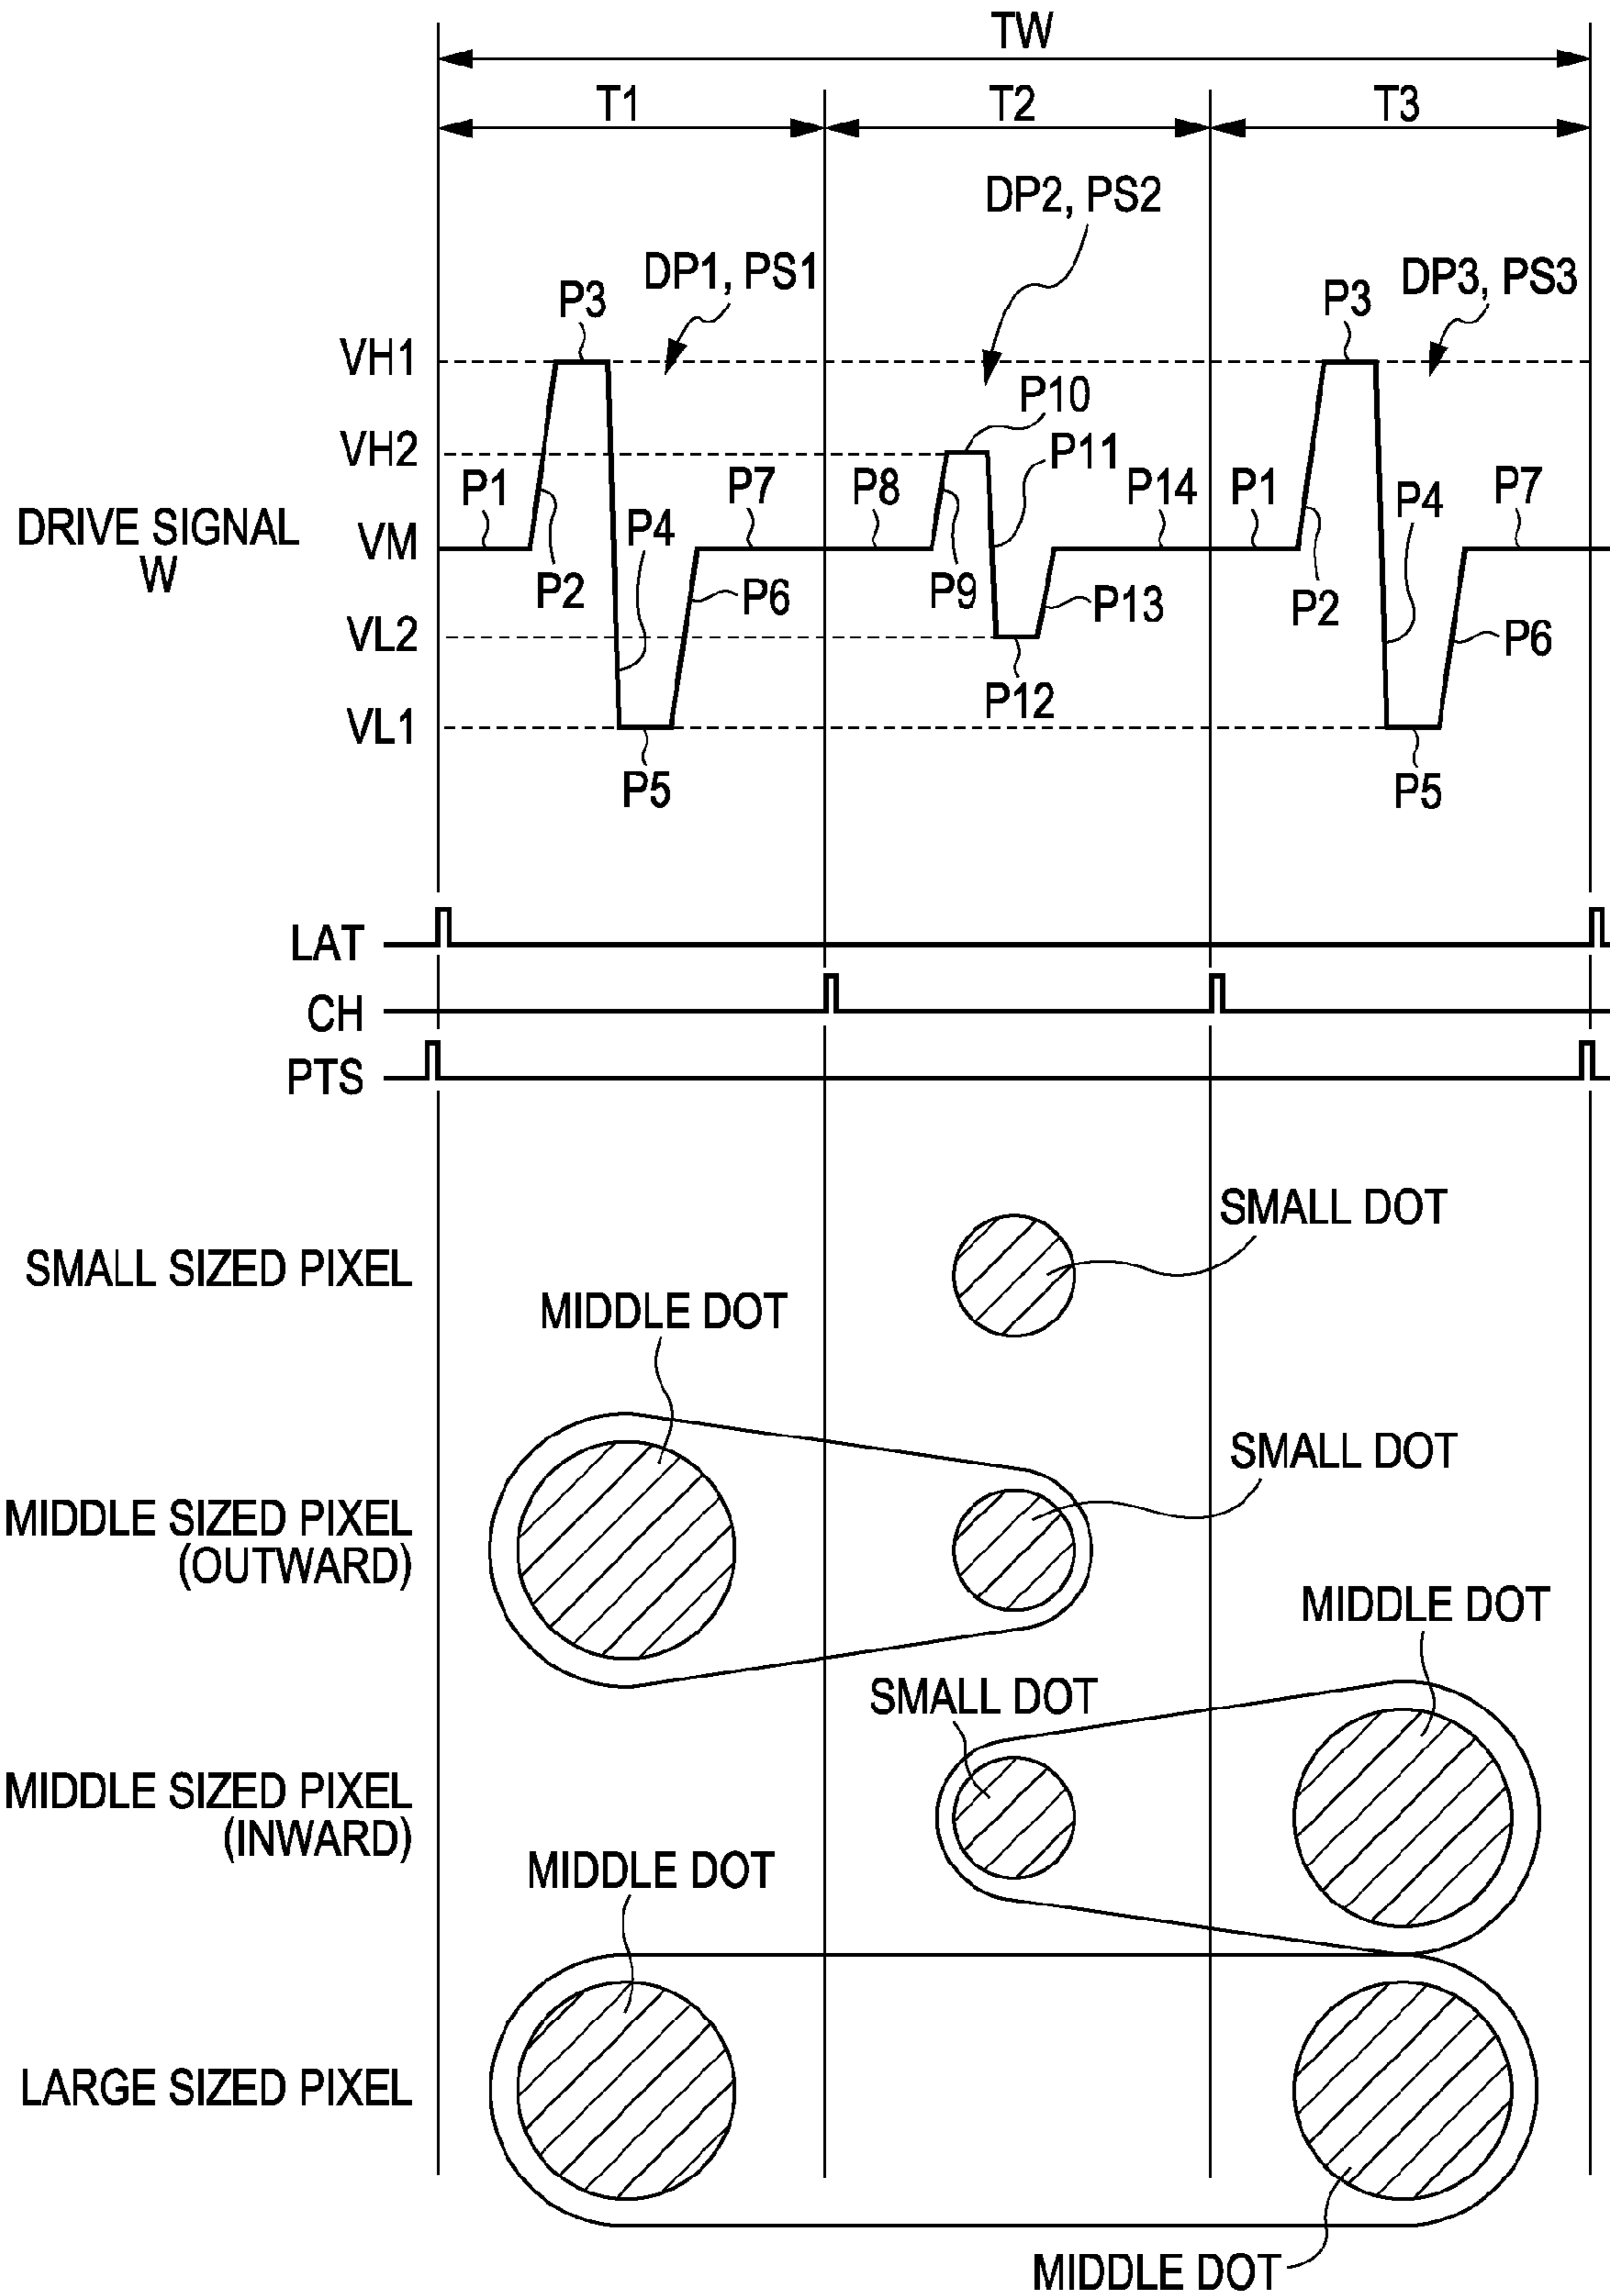 TW
T1 T2 T3
DP2, PS2
DP1, PS1
DP3, PS3
P3
P3
VH1
P10
VH2
P11
P1
P7
P8
P14
P1
P7
P4
P4
DRIVE SIGNAL
W
VM
P2
P6
P9
P13
P2
P6
VL2
P12
VL1
P5
P5
LAT
CH
PTS
SMALL DOT
SMALL SIZED PIXEL
MIDDLE DOT
SMALL DOT
MIDDLE SIZED PIXEL
(OUTWARD)
MIDDLE DOT
SMALL DOT
MIDDLE SIZED PIXEL
(INWARD)
MIDDLE DOT
LARGE SIZED PIXEL
MIDDLE DOT